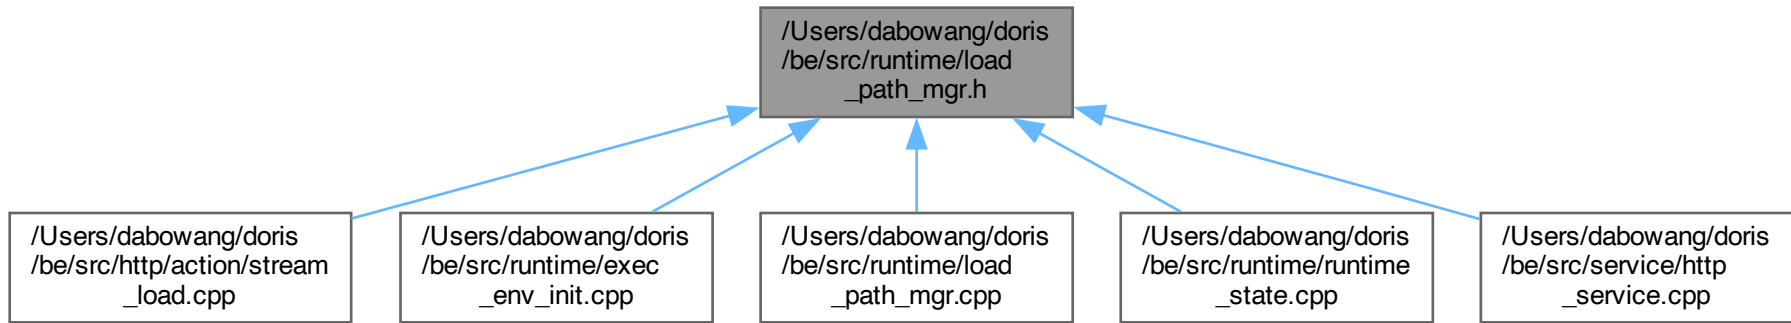 /Users/dabowang/doris
/be/src/runtime/load
_path_mgr.h
/Users/dabowang/doris
/be/src/http/action/stream
_load.cpp
/Users/dabowang/doris
/be/src/runtime/exec
_env_init.cpp
/Users/dabowang/doris
/be/src/runtime/load
_path_mgr.cpp
/Users/dabowang/doris
/be/src/runtime/runtime
_state.cpp
/Users/dabowang/doris
/be/src/service/http
_service.cpp